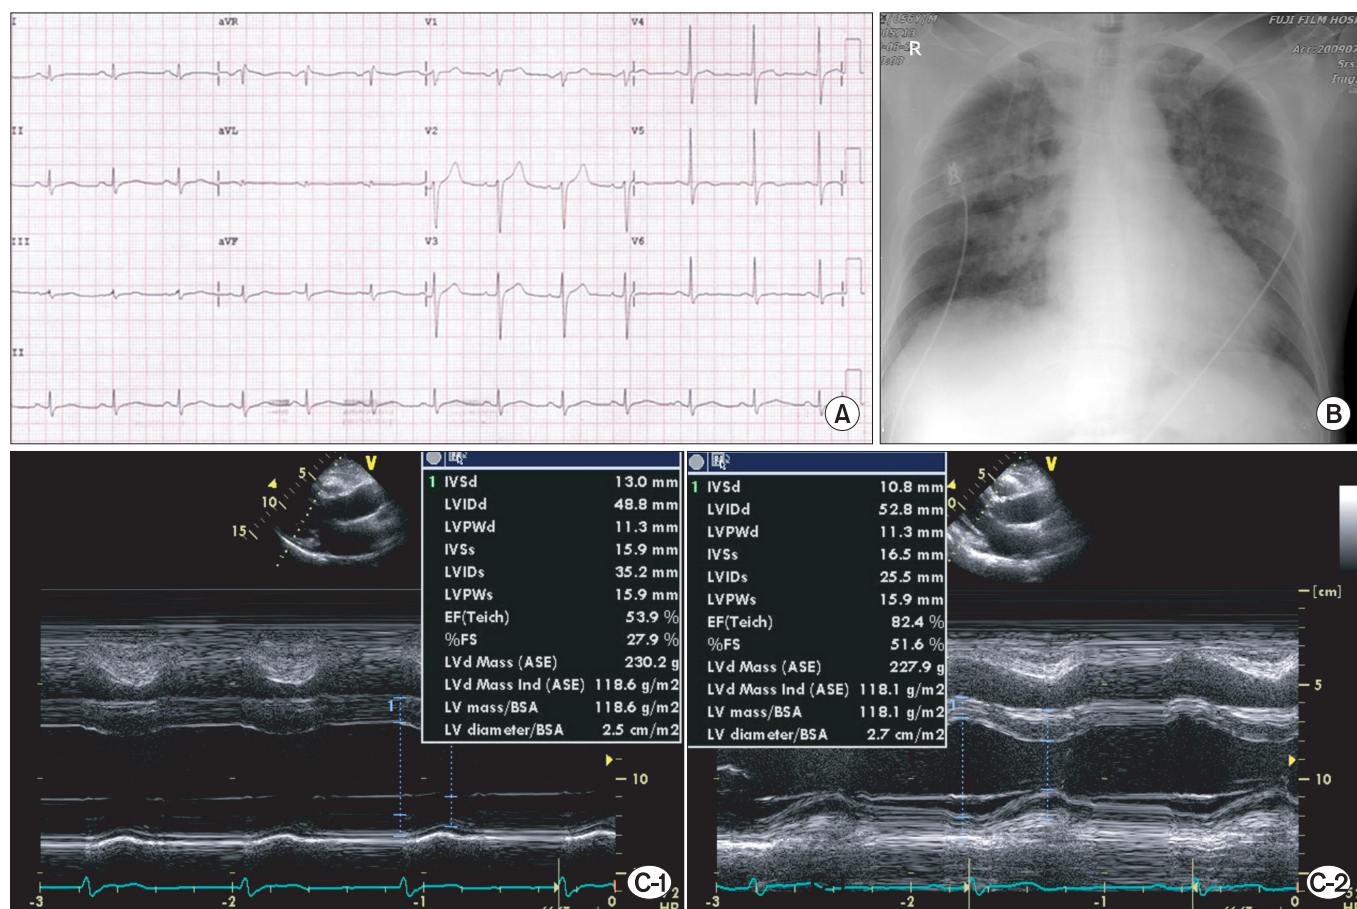 I aVR V1 V4
II aVL V2 V5
III aVF V3 V6
II
A
R
FUJI FILM HOSP
B
V
5
10
15
1 IVSd 13.0 mm
LVIDd 48.8 mm
LVPWd 11.3 mm
IVSs 15.9 mm
LVIDs 35.2 mm
LVPWs 15.9 mm
EF(Teich) 53.9 %
%FS 27.9 %
LVd Mass (ASE) 230.2 g
LVd Mass Ind (ASE) 118.6 g/m2
LV mass/BSA 118.6 g/m2
LV diameter/BSA 2.5 cm/m2
1
10
-3 -2 -1 0
C-1
V
1 IVSd 10.8 mm
LVIDd 52.8 mm
LVPWd 11.3 mm
IVSs 16.5 mm
LVIDs 25.5 mm
LVPWs 15.9 mm
EF(Teich) 82.4 %
%FS 51.6 %
LVd Mass (ASE) 227.9 g
LVd Mass Ind (ASE) 118.1 g/m2
LV mass/BSA 118.1 g/m2
LV diameter/BSA 2.7 cm/m2
[cm]
5
1
10
-3 -2 -1 0
C-2